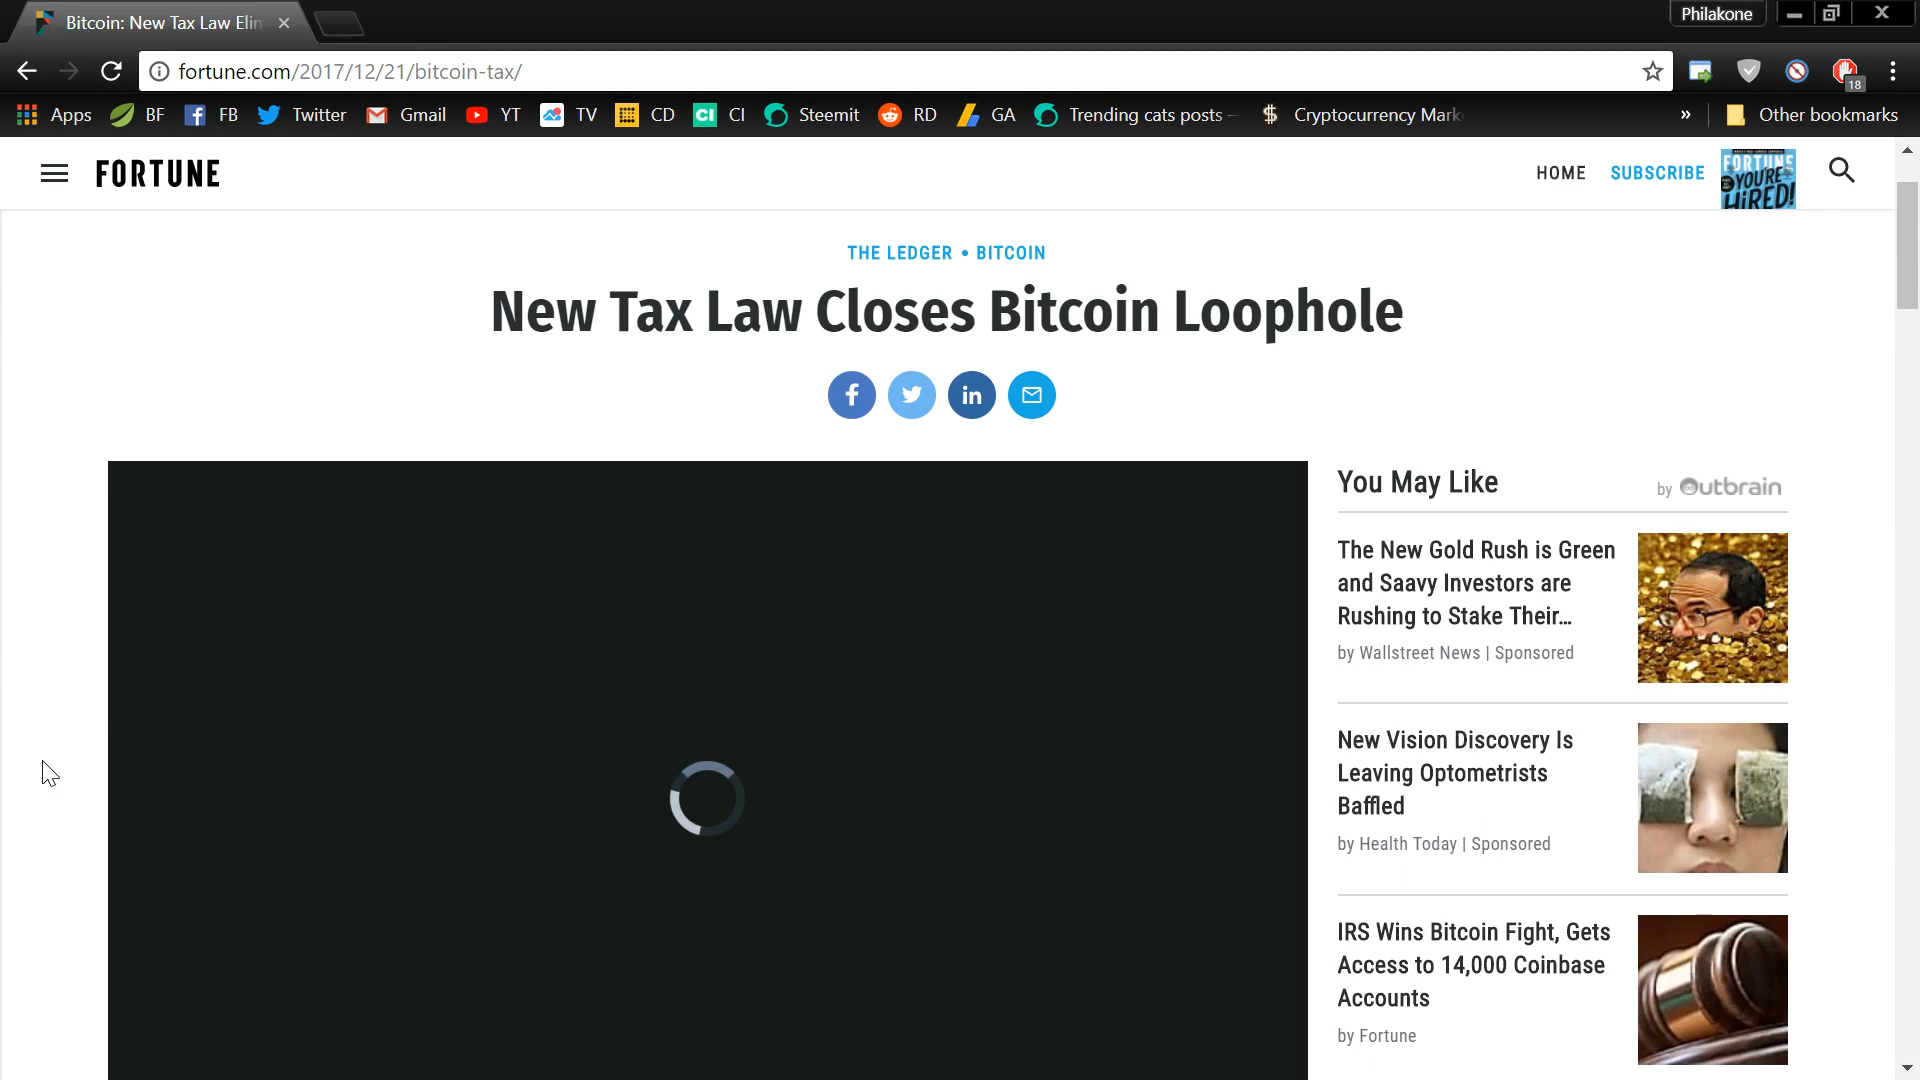 Bitcoin: New Tax Law Elim
Philakone
fortune.com/2017/12/21/bitcoin-tax/
18
Apps BF FB Twitter Gmail YT TV CD CI Steemit RD GA Trending cats posts – Cryptocurrency Mark » Other bookmarks
FORTUNE
HOME SUBSCRIBE
FORTUNE
YOU'RE
HIRED!
THE LEDGER • BITCOIN
New Tax Law Closes Bitcoin Loophole
You May Like
by Outbrain
The New Gold Rush is Green
and Saavy Investors are
Rushing to Stake Their...
by Wallstreet News | Sponsored
New Vision Discovery Is
Leaving Optometrists
Baffled
by Health Today | Sponsored
IRS Wins Bitcoin Fight, Gets
Access to 14,000 Coinbase
Accounts
by Fortune